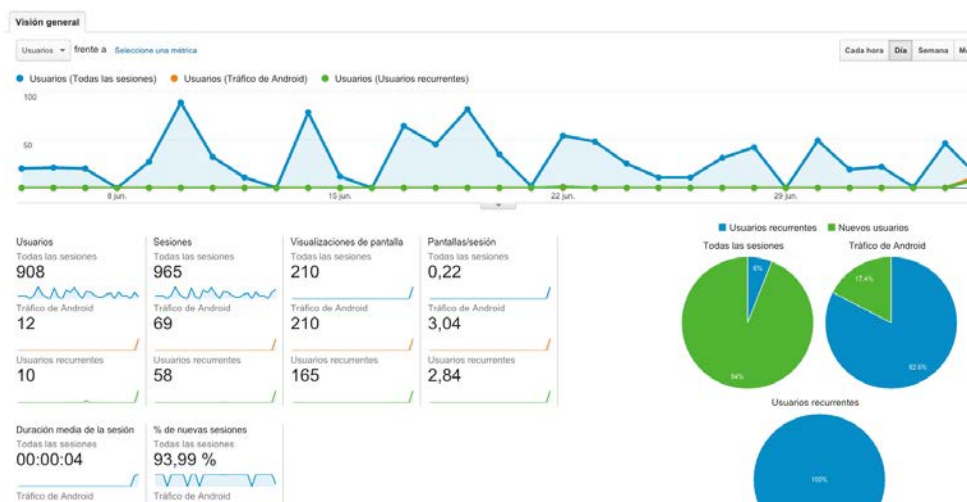 Visión general
Usuarios frente a Seleccione una métrica
Cada hora Día Semana
Usuarios (Todas las sesiones) Usuarios (Tráfico de Android) Usuarios (Usuarios recurrentes)
100
50
8 jun. 15 jun. 22 jun. 29 jun.
Usuarios recurrentes Nuevos usuarios
Todas las sesiones Tráfico de Android
6%
94%
17,4%
82,6%
Usuarios recurrentes
100%
Usuarios
Todas las sesiones
908
Tráfico de Android
12
Usuarios recurrentes
10
Sesiones
Todas las sesiones
965
Tráfico de Android
69
Usuarios recurrentes
58
Visualizaciones de pantalla
Todas las sesiones
210
Tráfico de Android
210
Usuarios recurrentes
165
Pantallas/sesión
Todas las sesiones
0,22
Tráfico de Android
3,04
Usuarios recurrentes
2,84
Duración media de la sesión
Todas las sesiones
00:00:04
Tráfico de Android
% de nuevas sesiones
Todas las sesiones
93,99 %
Tráfico de Android